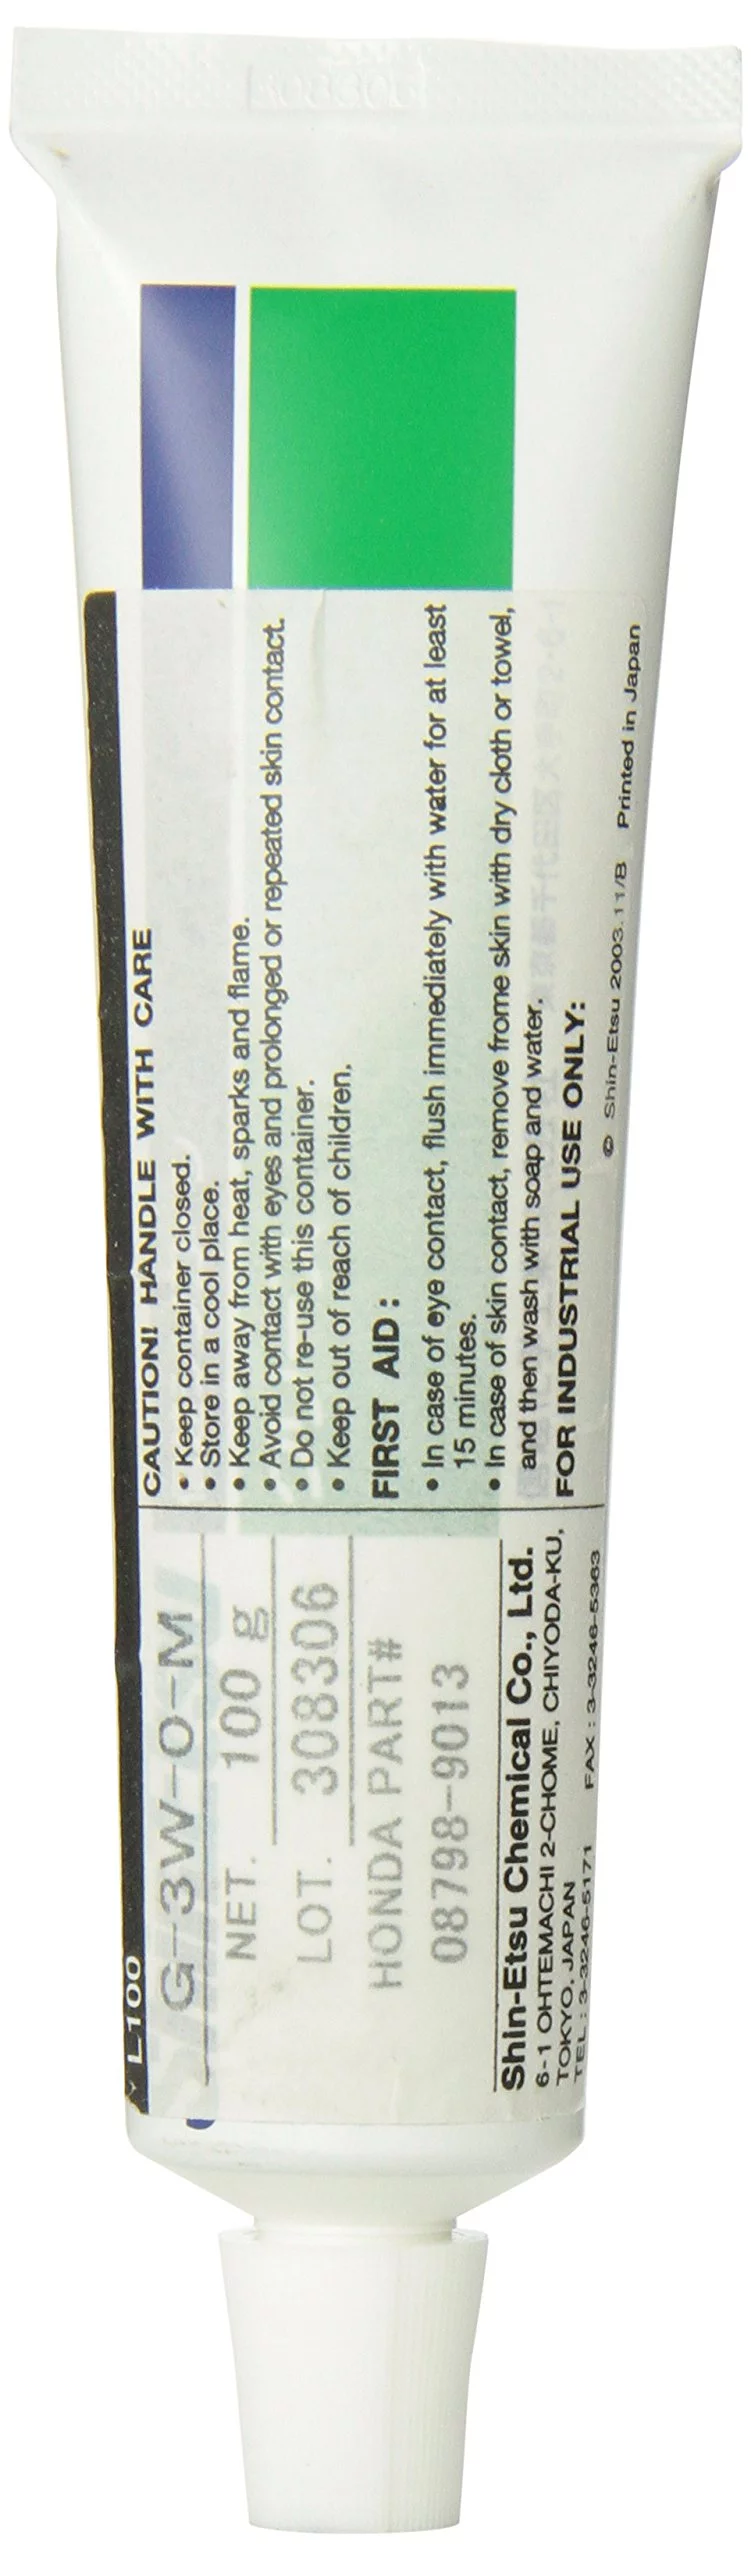 L100
G-3W-O-M
NET. 100 g
LOT. 308306
HONDA PART#
08798-9013
Shin-Etsu Chemical Co., Ltd.
6-1 OHTEMACHI 2-CHOME, CHIYODA-KU,
TOKYO, JAPAN
TEL : 3-3246-5171 FAX : 3-3246-5363
CAUTION! HANDLE WITH CARE
• Keep container closed.
• Store in a cool place.
• Keep away from heat, sparks and flame.
• Avoid contact with eyes and prolonged or repeated skin contact.
• Do not re-use this container.
• Keep out of reach of children.
FIRST AID:
• In case of eye contact, flush immediately with water for at least
15 minutes.
• In case of skin contact, remove frome skin with dry cloth or towel,
and then wash with soap and water.
FOR INDUSTRIAL USE ONLY:
© Shin-Etsu 2003.11/B Printed in Japan